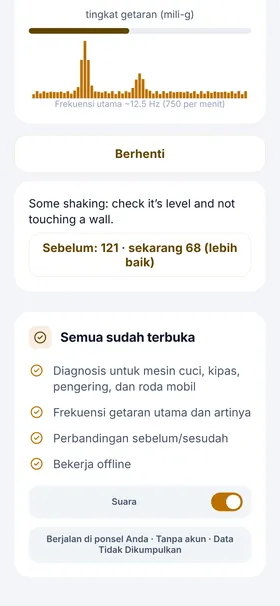 tingkat getaran (mili-g)
Frekuensi utama ~12.5 Hz (750 per menit)
Berhenti
Some shaking: check it's level and not
touching a wall.
Sebelum: 121 · sekarang 68 (lebih
baik)
Semua sudah terbuka
Diagnosis untuk mesin cuci, kipas,
pengering, dan roda mobil
Frekuensi getaran utama dan artinya
Perbandingan sebelum/sesudah
Bekerja offline
Suara
Berjalan di ponsel Anda · Tanpa akun · Data
Tidak Dikumpulkan